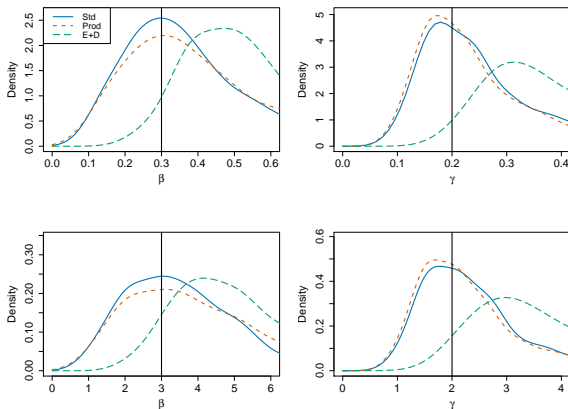 Std
Prod
E+D
Density
0.0 0.5 1.0 1.5 2.0 2.5
0.0 0.1 0.2 0.3 0.4 0.5 0.6
β
Density
0 1 2 3 4 5
0.0 0.1 0.2 0.3 0.4
γ
Density
0.00 0.10 0.20 0.30
0 1 2 3 4 5 6
β
Density
0.0 0.2 0.4 0.6
0 1 2 3 4
γ